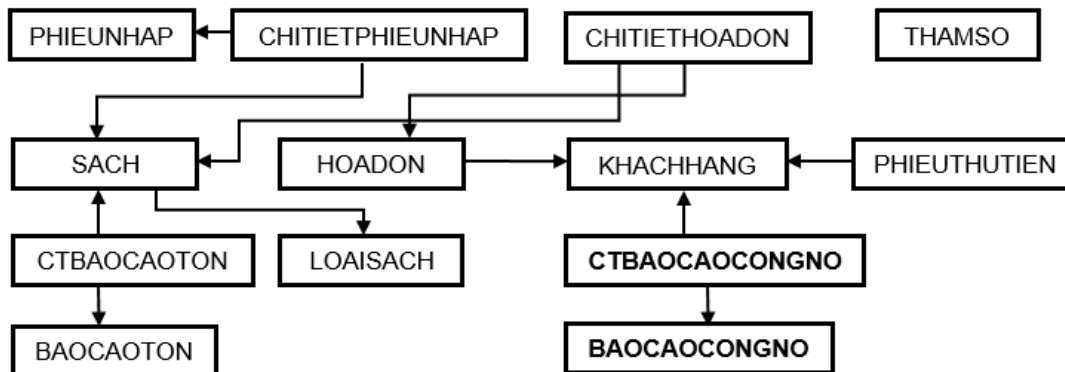 PHIEUNHAP
CHITIETPHIEUNHAP
CHITIETHOADON
THAMSO
SACH
HOADON
KHACHHANG
PHIEUTHUTIEN
CTBAOCAOTON
LOAISACH
CTBAOCAOCONGNO
BAOCAOTON
BAOCAOCONGNO